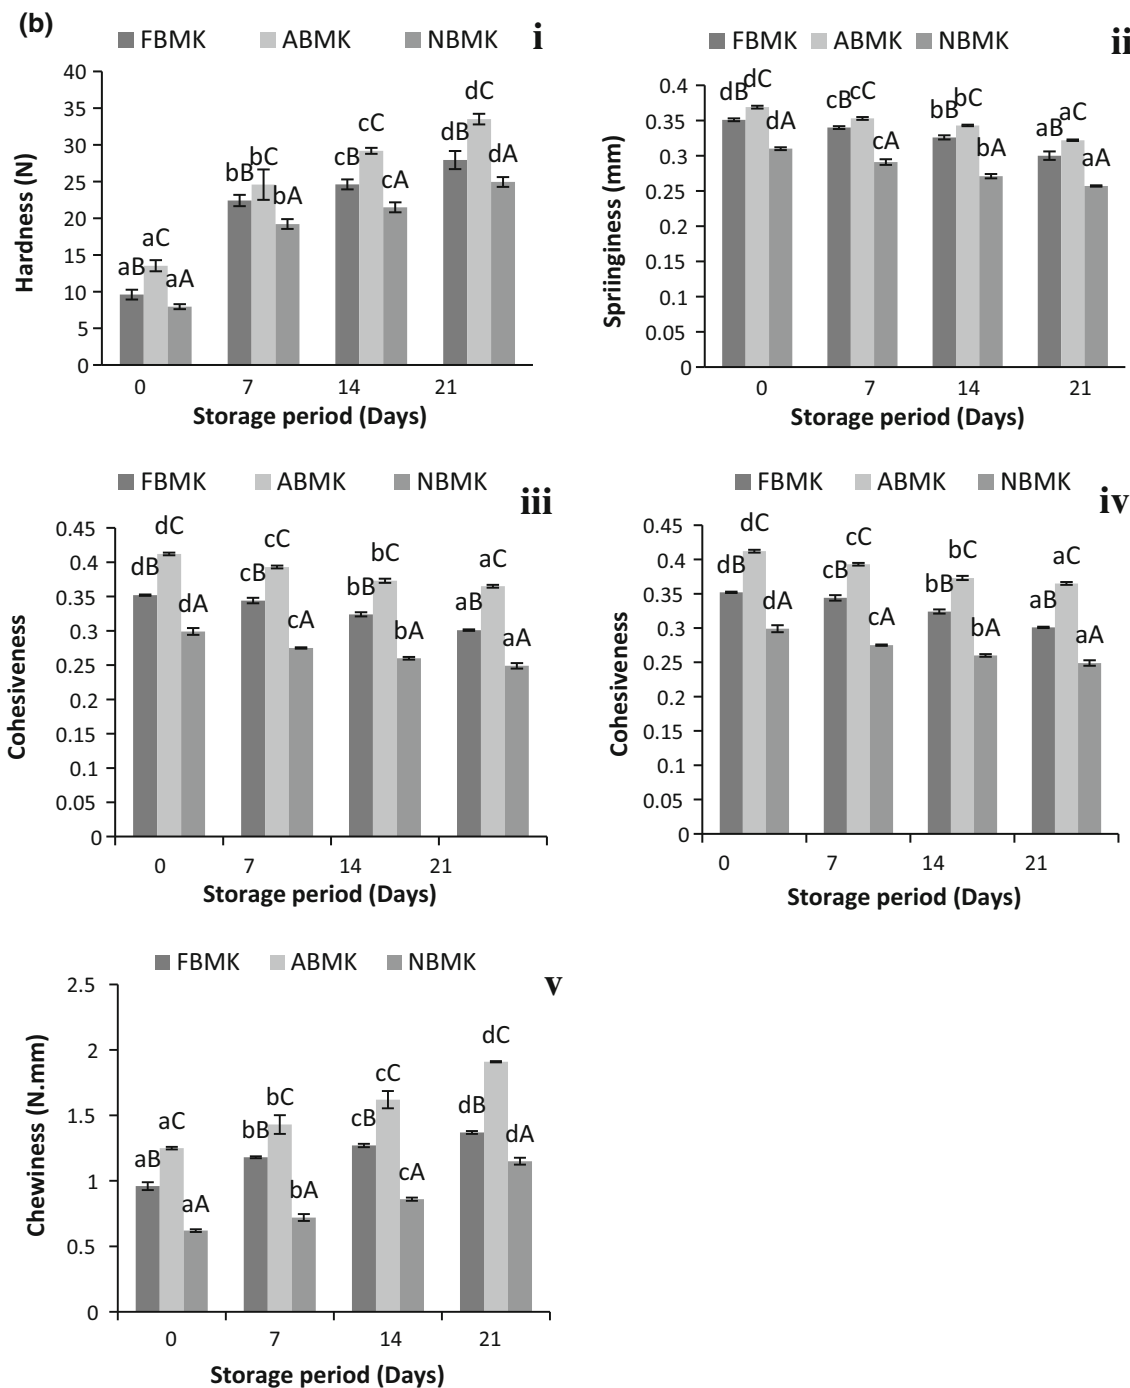 (b)
FBMK ABMK NBMK i
40
35
30
25
20
15
10
5
0
Hardness (N)
aB aC aA
bB bC bA
cB cC cA
dB dC dA
0 7 14 21
Storage period (Days)
FBMK ABMK NBMK ii
0.4
0.35
0.3
0.25
0.2
0.15
0.1
0.05
0
Spriinginess (mm)
dB dC dA
cB cC cA
bB bC bA
aB aC aA
0 7 14 21
Storage period (Days)
FBMK ABMK NBMK iii
0.45
0.4
0.35
0.3
0.25
0.2
0.15
0.1
0.05
0
Cohesiveness
dB dC dA
cB cC cA
bB bC bA
aB aC aA
0 7 14 21
Storage period (Days)
FBMK ABMK NBMK iv
0.45
0.4
0.35
0.3
0.25
0.2
0.15
0.1
0.05
0
Cohesiveness
dB dC dA
cB cC cA
bB bC bA
aB aC aA
0 7 14 21
Storage period (Days)
FBMK ABMK NBMK v
2.5
2
1.5
1
0.5
0
Chewiness (N.mm)
aB aC aA
bB bC bA
cB cC cA
dB dC dA
0 7 14 21
Storage period (Days)